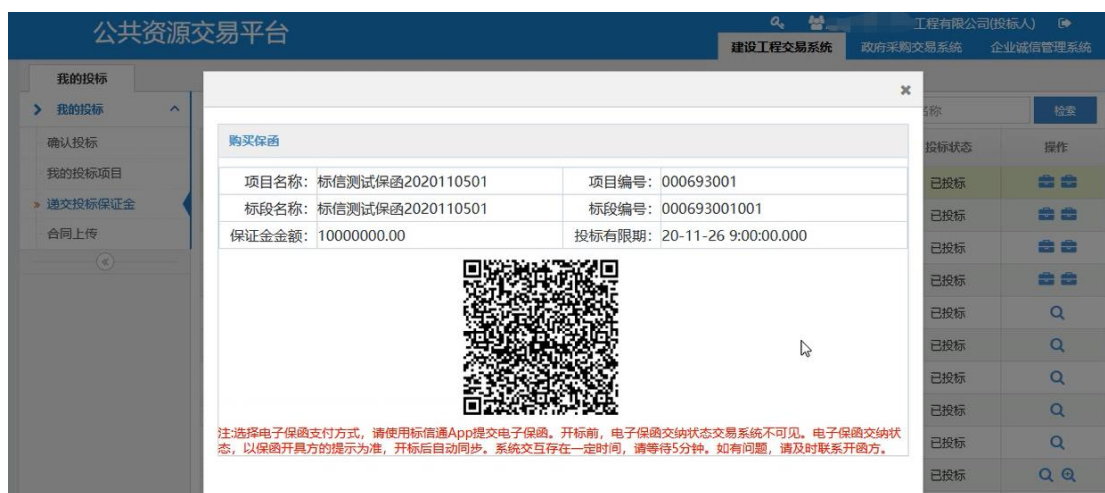 公共资源交易平台
工程有限公司(投标人)
建设工程交易系统 政府采购交易系统 企业诚信管理系统
我的投标
我的投标
确认投标
我的投标项目
递交投标保证金
合同上传
购买保函
项目名称: 标信测试保函2020110501 项目编号: 000693001
标段名称: 标信测试保函2020110501 标段编号: 000693001001
保证金金额: 10000000.00 投标有限期: 20-11-26 9:00:00.000
注:选择电子保函支付方式，请使用标信通App提交电子保函。开标前，电子保函交纳状态交易系统不可见。电子保函交纳状
态，以保函开具方的提示为准，开标后自动同步。系统交互存在一定时间，请等待5分钟。如有问题，请及时联系开函方。
名称 检索
投标状态 操作
已投标
已投标
已投标
已投标
已投标
已投标
已投标
已投标
已投标
已投标